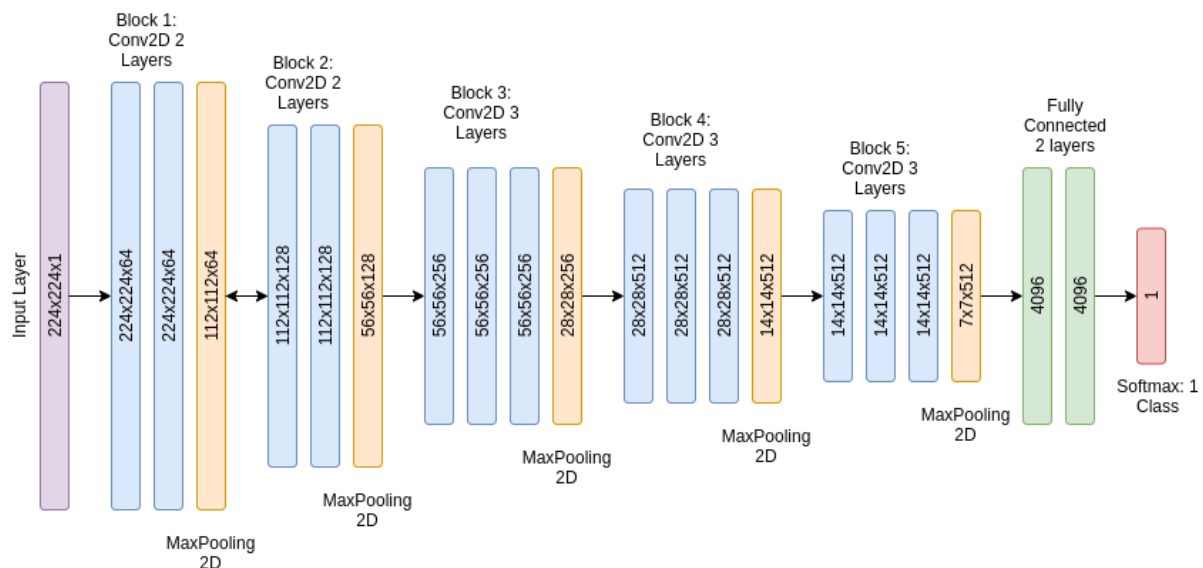 Input Layer
224x224x1
Block 1:
Conv2D 2
Layers
224x224x64
224x224x64
112x112x64
MaxPooling
2D
Block 2:
Conv2D 2
Layers
112x112x128
112x112x128
56x56x128
MaxPooling
2D
Block 3:
Conv2D 3
Layers
56x56x256
56x56x256
56x56x256
28x28x256
MaxPooling
2D
Block 4:
Conv2D 3
Layers
28x28x512
28x28x512
28x28x512
14x14x512
MaxPooling
2D
Block 5:
Conv2D 3
Layers
14x14x512
14x14x512
14x14x512
7x7x512
MaxPooling
2D
Fully
Connected
2 layers
4096
4096
1
Softmax: 1
Class